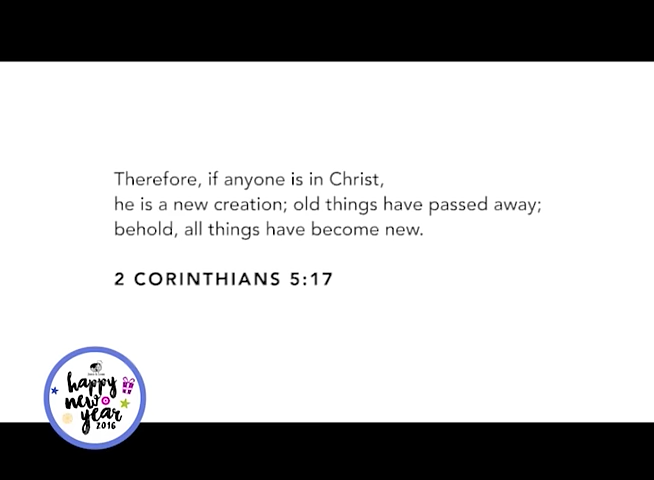 Therefore, if anyone is in Christ,
he is a new creation; old things have passed away;
behold, all things have become new.
2 CORINTHIANS 5:17
happy
new
year
2016